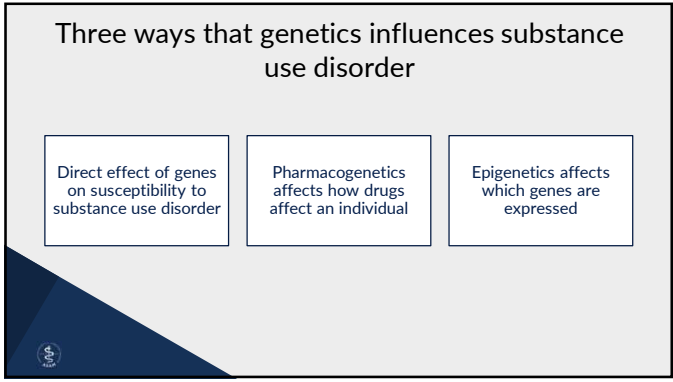 Three ways that genetics influences substance
use disorder
Direct effect of genes
on susceptibility to
substance use disorder
Pharmacogenetics
affects how drugs
affect an individual
Epigenetics affects
which genes are
expressed